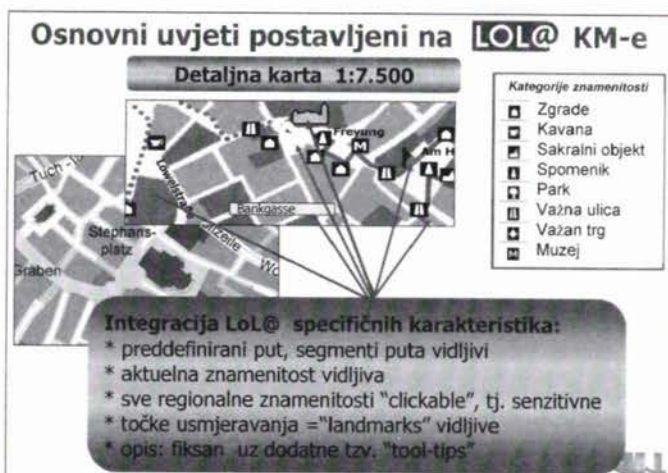 Osnovni uvjeti postavljeni na LOL@ KM-e
Detaljna karta 1:7.500
Kategorije znamenitosti
Zgrade
Kavana
Sakralni objekt
Spomenik
Park
Važna ulica
Važan trg
M Muzej
Freyung
M
Am H
Löwelstraße
Bankgasse
Tuch
Stephans-
platz
Graben
Integracija LoL@ specifičnih karakteristika:
* preddefinirani put, segmenti puta vidljivi
* aktuelna znamenitost vidljiva
* sve regionalne znamenitosti "clickable", tj. senzitivne
* točke usmjeravanja ="landmarks" vidljive
* opis: fiksan uz dodatne tzv. "tool-tips"